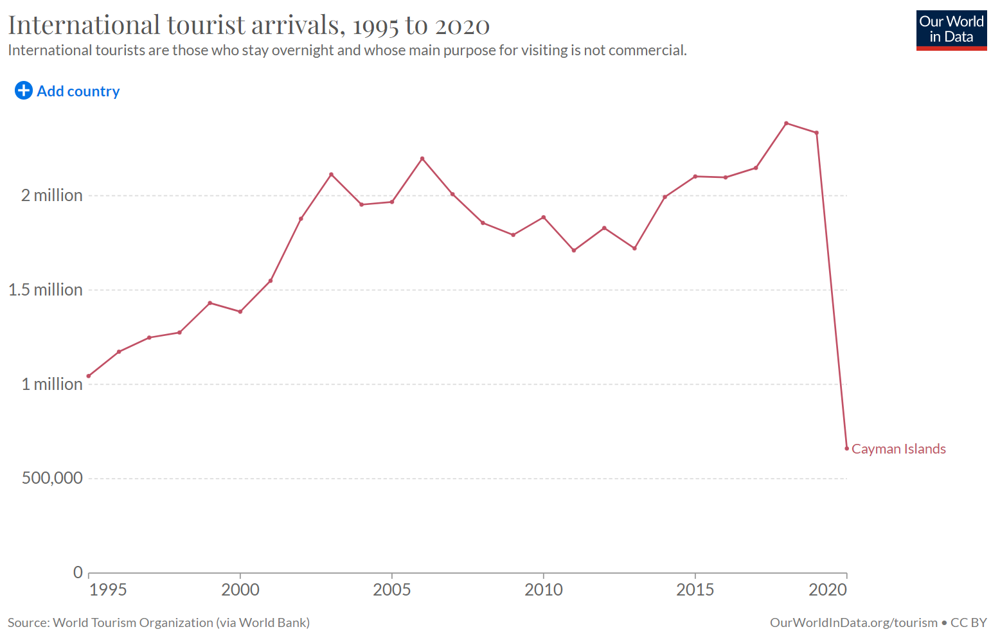 International tourist arrivals, 1995 to 2020
International tourists are those who stay overnight and whose main purpose for visiting is not commercial.
Our World
in Data
Add country
2 million
1.5 million
1 million
Cayman Islands
500,000
0
1995 2000 2005 2010 2015 2020
Source: World Tourism Organization (via World Bank)
OurWorldInData.org/tourism • CC BY